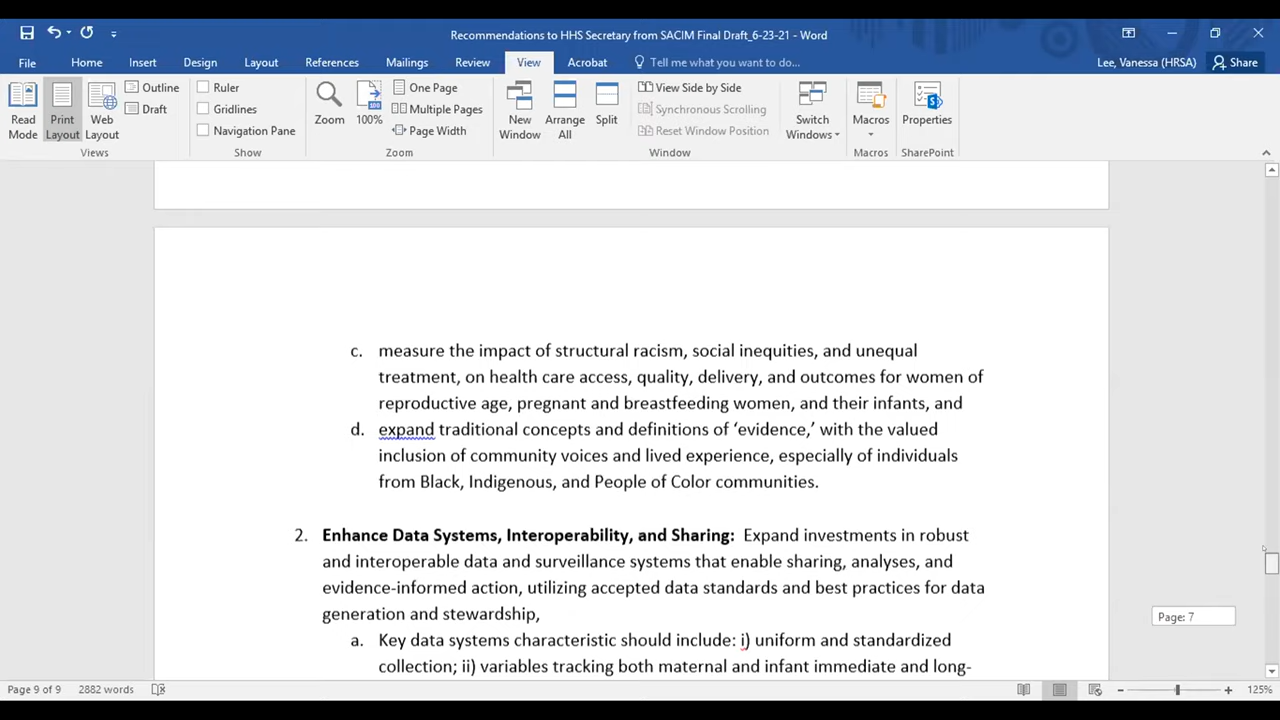 Recommendations to HHS Secretary from SACIM Final Draft_6-23-21 - Word
File Home Insert Design Layout References Mailings Review View Acrobat Tell me what you want to do... Lee, Vanessa (HRSA) Share
Read Mode
Print Layout
Web Layout
Outline
Draft
Views
Ruler
Gridlines
Navigation Pane
Show
Zoom
100%
One Page
Multiple Pages
Page Width
Zoom
New Window
Arrange All
Split
View Side by Side
Synchronous Scrolling
Reset Window Position
Switch Windows
Window
Macros
Macros
Properties
SharePoint
c. measure the impact of structural racism, social inequities, and unequal
treatment, on health care access, quality, delivery, and outcomes for women of
reproductive age, pregnant and breastfeeding women, and their infants, and
d. expand traditional concepts and definitions of ‘evidence,’ with the valued
inclusion of community voices and lived experience, especially of individuals
from Black, Indigenous, and People of Color communities.
2. Enhance Data Systems, Interoperability, and Sharing: Expand investments in robust
and interoperable data and surveillance systems that enable sharing, analyses, and
evidence-informed action, utilizing accepted data standards and best practices for data
generation and stewardship,
a. Key data systems characteristic should include: i) uniform and standardized
collection; ii) variables tracking both maternal and infant immediate and long-
Page: 7
Page 9 of 9 2882 words 125%